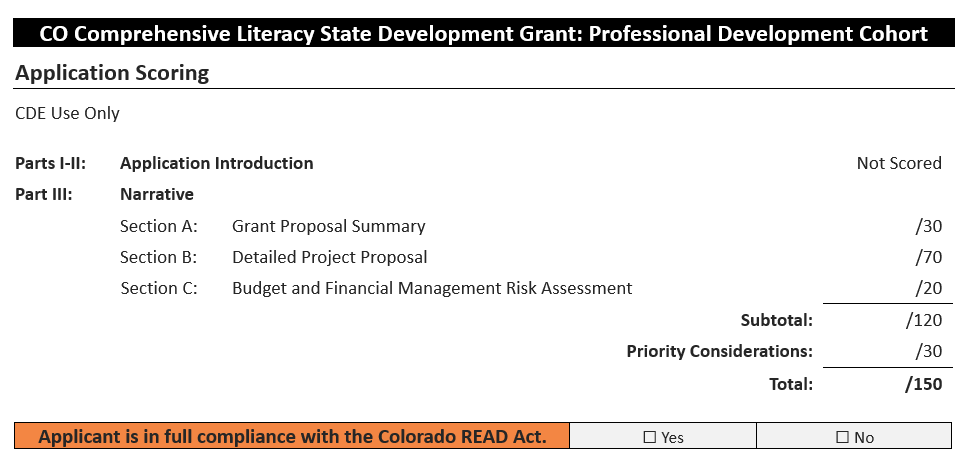 CO Comprehensive Literacy State Development Grant: Professional Development Cohort
Application Scoring
CDE Use Only
Parts I-II: Application Introduction Not Scored
Part III: Narrative
Section A: Grant Proposal Summary /30
Section B: Detailed Project Proposal /70
Section C: Budget and Financial Management Risk Assessment /20
Subtotal: /120
Priority Considerations: /30
Total: /150
Applicant is in full compliance with the Colorado READ Act. ☐ Yes ☐ No